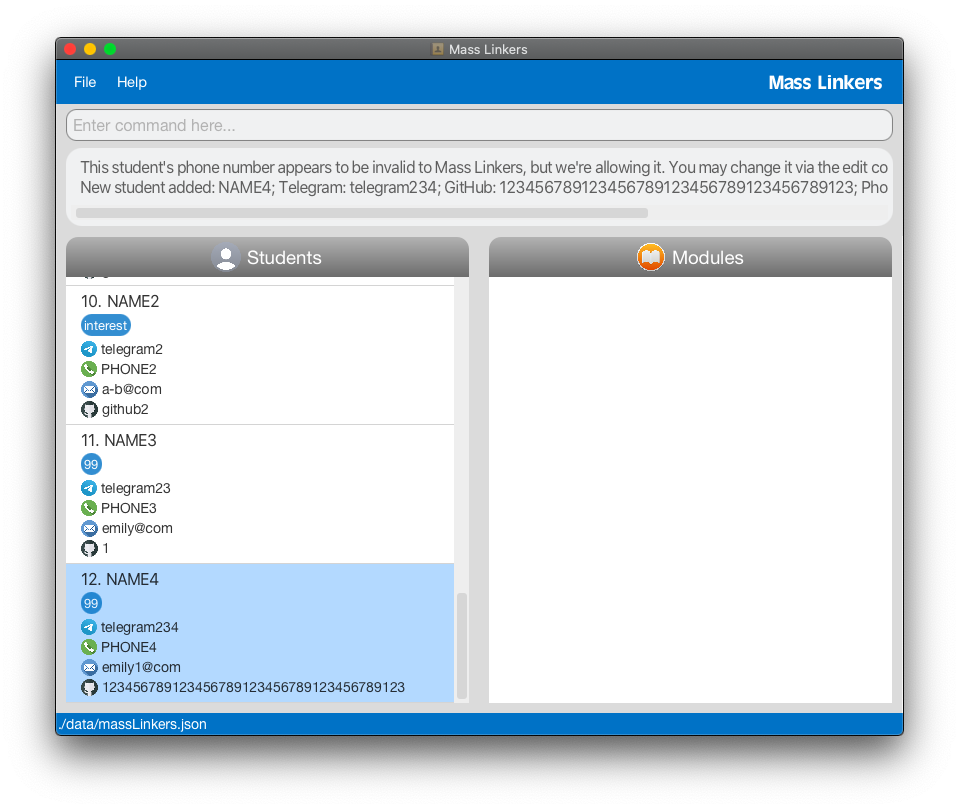 Mass Linkers
File Help Mass Linkers
Enter command here...
This student's phone number appears to be invalid to Mass Linkers, but we're allowing it. You may change it via the edit co
New student added: NAME4; Telegram: telegram234; GitHub: 123456789123456789123456789123456789123; Pho
Students
10. NAME2
interest
telegram2
PHONE2
a-b@com
github2
11. NAME3
99
telegram23
PHONE3
emily@com
1
12. NAME4
99
telegram234
PHONE4
emily1@com
123456789123456789123456789123456789123
Modules
./data/massLinkers.json